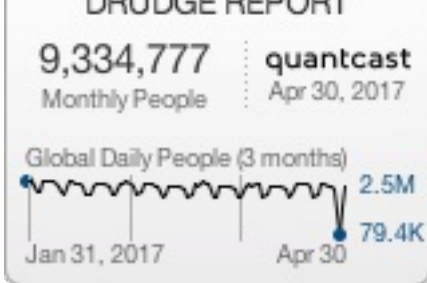 DRUDGE REPORT
9,334,777
Monthly People
quantcast
Apr 30, 2017
Global Daily People (3 months)
2.5M
79.4K
Jan 31, 2017
Apr 30